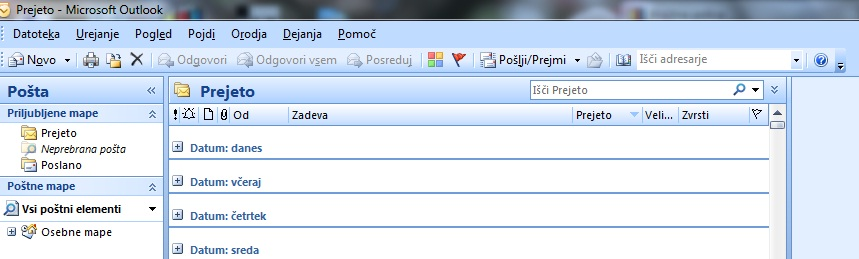 Prejeto - Microsoft Outlook
Datoteka Urejanje Pogled Pojdi Orodja Dejanja Pomoč
Novo Odgovori Odgovori vsem Posreduj Pošlji/Prejmi Išči adresarje
Pošta
Priljubljene mape
Prejeto
Neprebrana pošta
Poslano
Poštne mape
Vsi poštni elementi
Osebne mape
Prejeto Išči Prejeto
Od Zadeva Prejeto Veli... Zvrsti
Datum: danes
Datum: včeraj
Datum: četrtek
Datum: sreda